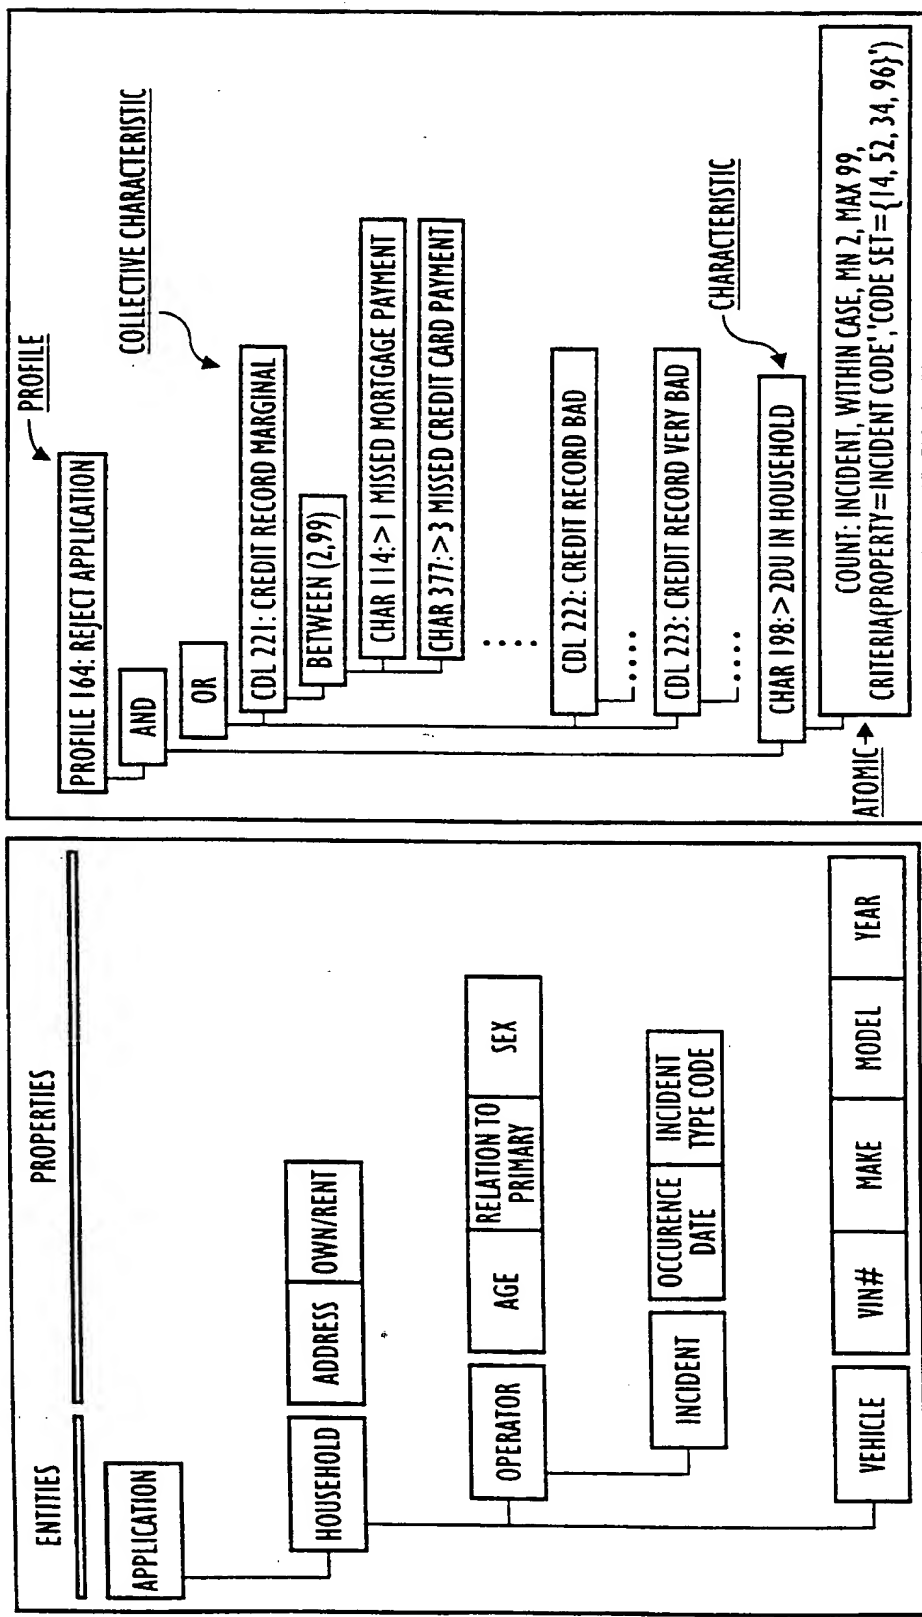 ENTITIES
PROPERTIES
APPLICATION
HOUSEHOLD
ADDRESS
OWN/RENT
OPERATOR
AGE
RELATION TO
PRIMARY
SEX
INCIDENT
OCCURENCE
DATE
INCIDENT
TYPE CODE
VEHICLE
VIN#
MAKE
MODEL
YEAR
PROFILE
PROFILE 164: REJECT APPLICATION
AND
OR
COLLECTIVE CHARACTERISTIC
CDL 221: CREDIT RECORD MARGINAL
BETWEEN (2,99)
CHAR 114:> 1 MISSED MORTGAGE PAYMENT
CHAR 377:> 3 MISSED CREDIT CARD PAYMENT
....
CDL 222: CREDIT RECORD BAD
.....
CDL 223: CREDIT RECORD VERY BAD
.....
CHARACTERISTIC
CHAR 198:> 2DU IN HOUSEHOLD
ATOMIC
COUNT: INCIDENT, WITHIN CASE, MN 2, MAX 99,
CRITERIA(PROPERTY=INCIDENT CODE','CODE SET={14, 52, 34, 96}')